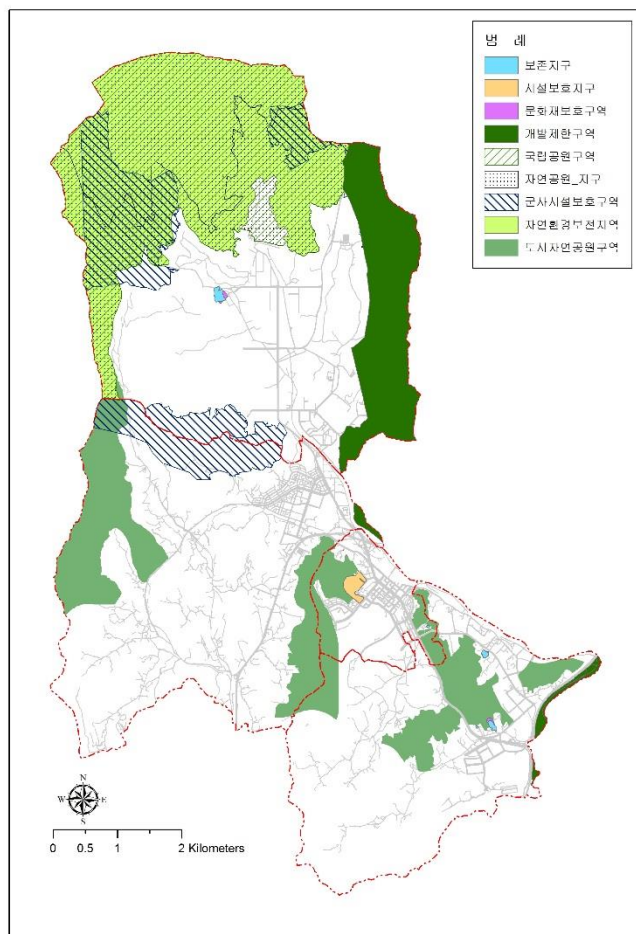 범 례
보존지구
시설보호지구
문화재보호구역
개발제한구역
국립공원구역
자연공원_지구
군사시설보호구역
자연환경보전지역
도시자연공원구역
N
W E
S
0 0.5 1 2 Kilometers